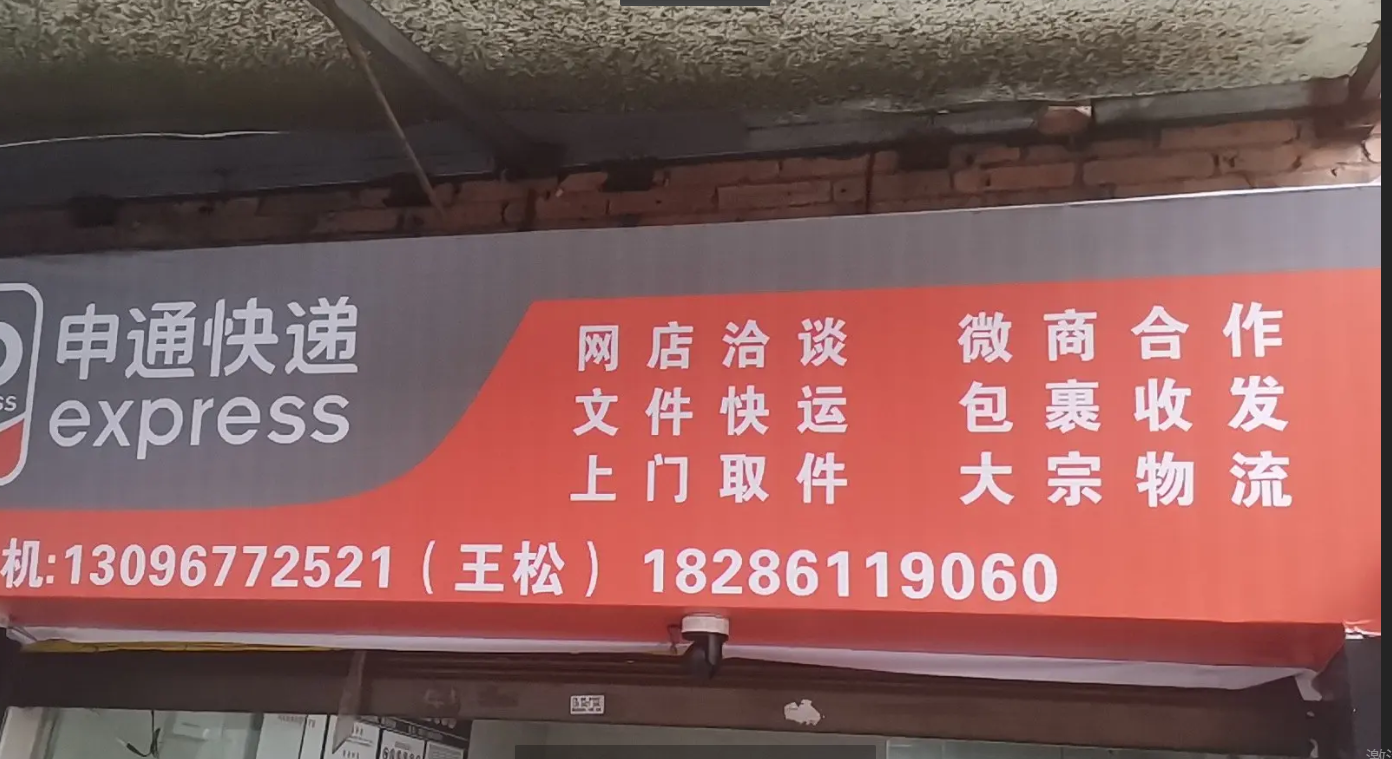 申通快递
express
网店洽谈 微商合作
文件快运 包裹收发
上门取件 大宗物流
机:13096772521（王松）18286119060